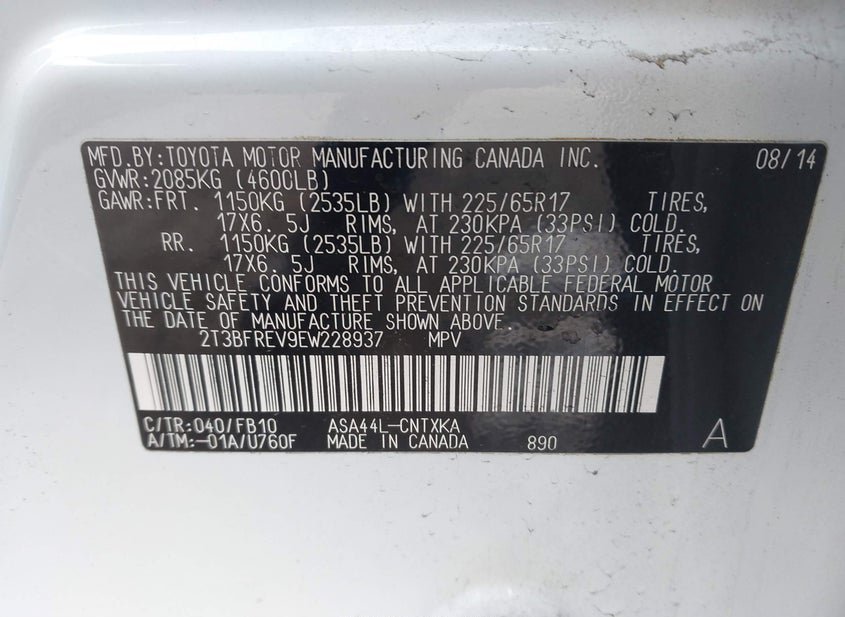 MFD.BY:TOYOTA MOTOR MANUFACTURING CANADA INC. 08/14
GVWR:2085KG (4600LB)
GAWR:FRT. 1150KG (2535LB) WITH 225/65R17 TIRES,
17X6.5J RIMS, AT 230KPA (33PSI) COLD.
RR. 1150KG (2535LB) WITH 225/65R17 TIRES,
17X6.5J RIMS, AT 230KPA (33PSI) COLD.
THIS VEHICLE CONFORMS TO ALL APPLICABLE FEDERAL MOTOR
VEHICLE SAFETY AND THEFT PREVENTION STANDARDS IN EFFECT ON
THE DATE OF MANUFACTURE SHOWN ABOVE.
2T3BFREV9EW228937 MPV
C/TR:040/FB10 ASA44L-CNTXKA
A/TM:-01A/U760F MADE IN CANADA 890 A